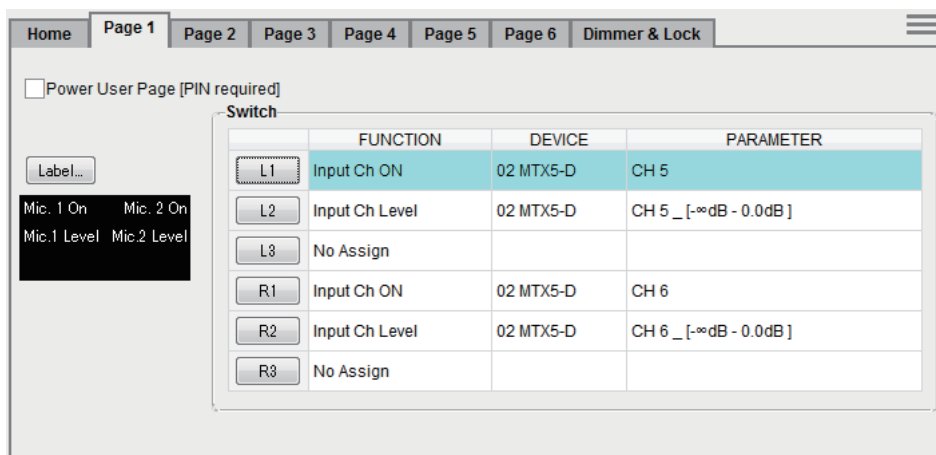 Home Page 1 Page 2 Page 3 Page 4 Page 5 Page 6 Dimmer & Lock
Power User Page [PIN required]
Switch
FUNCTION DEVICE PARAMETER
Label...
Mic. 1 On Mic. 2 On
Mic.1 Level Mic.2 Level
L1 Input Ch ON 02 MTX5-D CH 5
L2 Input Ch Level 02 MTX5-D CH 5 _ [-∞dB - 0.0dB ]
L3 No Assign
R1 Input Ch ON 02 MTX5-D CH 6
R2 Input Ch Level 02 MTX5-D CH 6 _ [-∞dB - 0.0dB ]
R3 No Assign